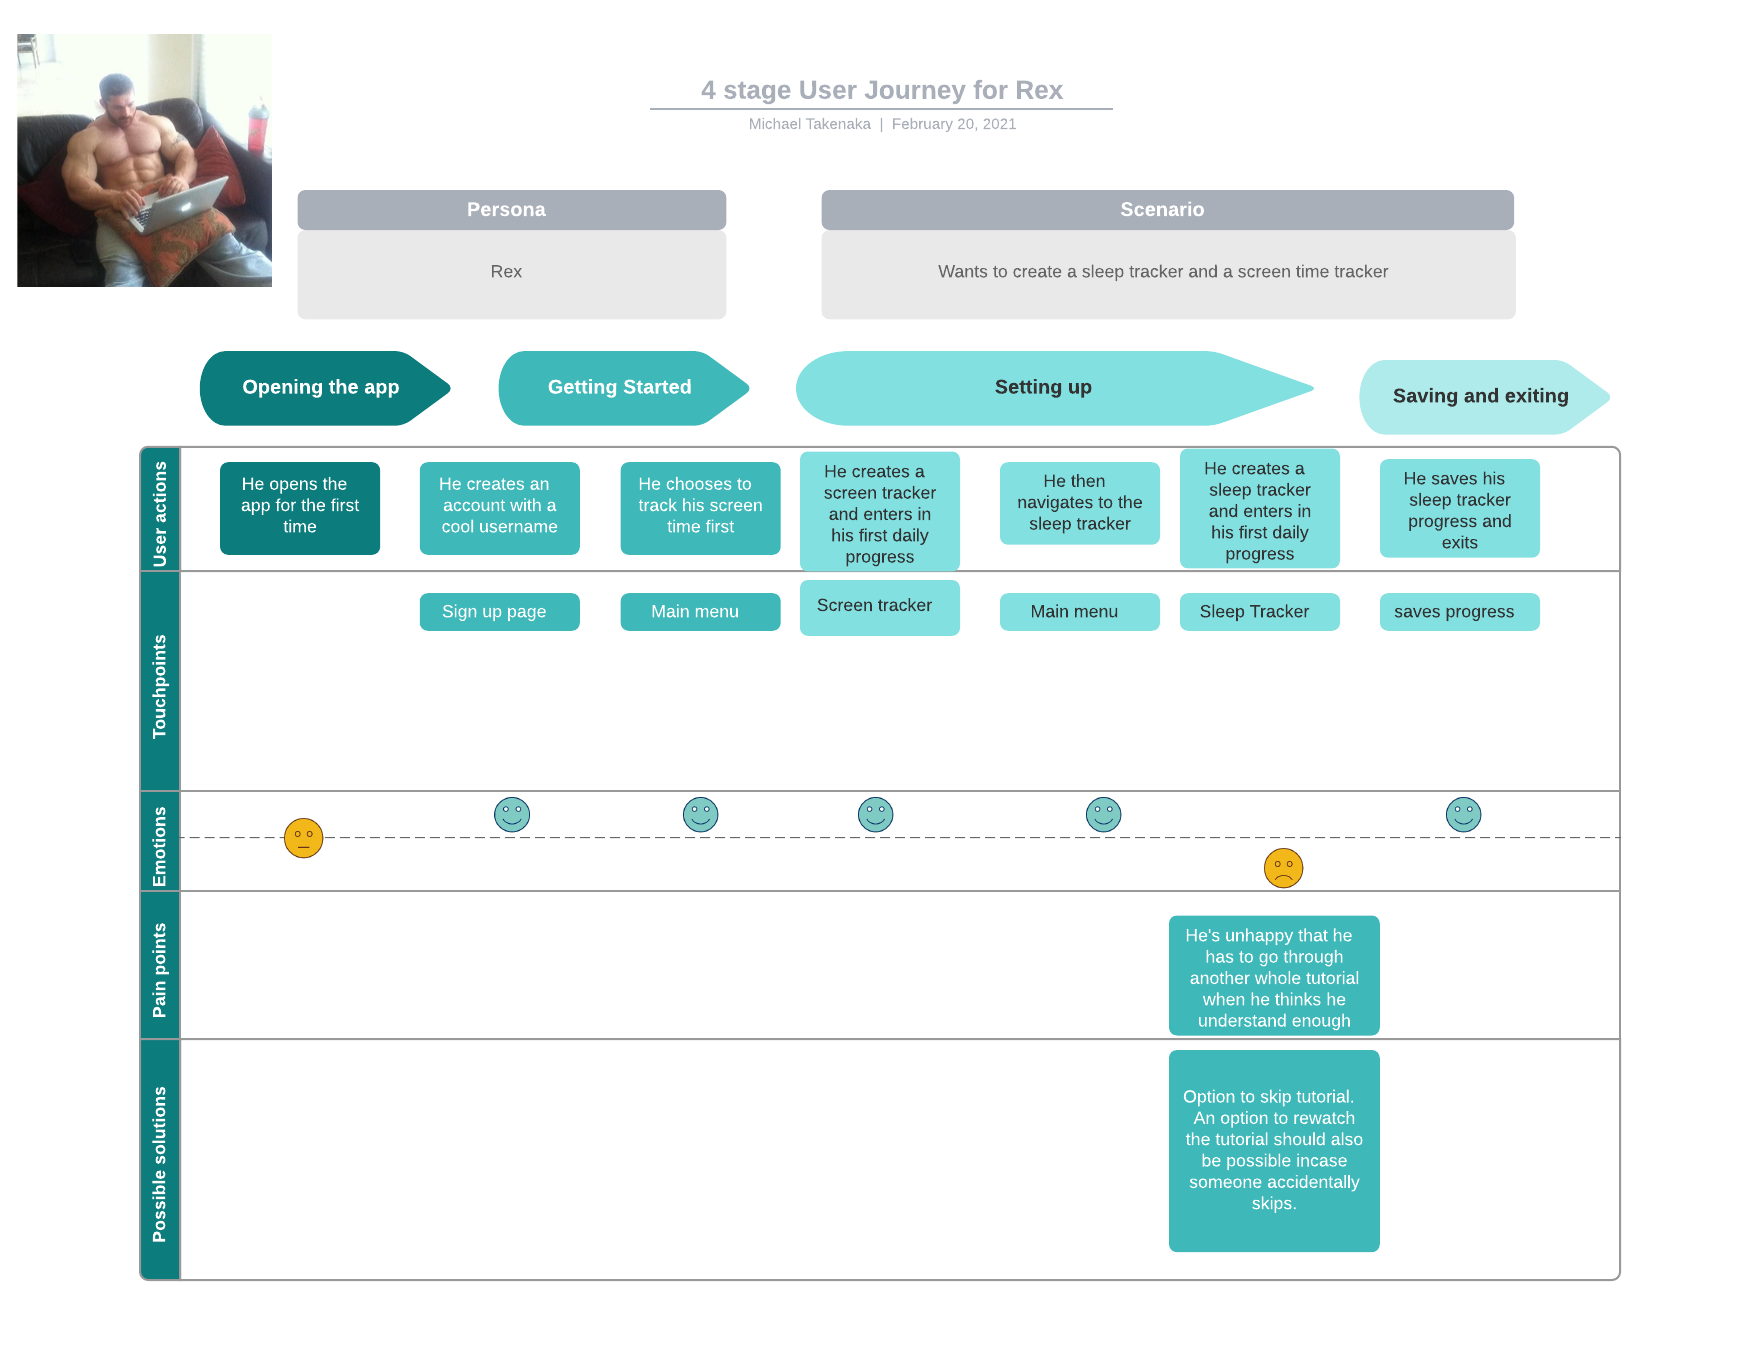 4 stage User Journey for Rex
Michael Takenaka | February 20, 2021
Persona
Rex
Scenario
Wants to create a sleep tracker and a screen time tracker
Opening the app
Getting Started
Setting up
Saving and exiting
User actions
He opens the
app for the first
time
He creates an
account with a
cool username
He chooses to
track his screen
time first
He creates a
screen tracker
and enters in
his first daily
progress
He then
navigates to the
sleep tracker
He creates a
sleep tracker
and enters in
his first daily
progress
He saves his
sleep tracker
progress and
exits
Touchpoints
Sign up page
Main menu
Screen tracker
Main menu
Sleep Tracker
saves progress
Emotions
Pain points
He's unhappy that he
has to go through
another whole tutorial
when he thinks he
understand enough
Possible solutions
Option to skip tutorial.
An option to rewatch
the tutorial should also
be possible incase
someone accidentally
skips.